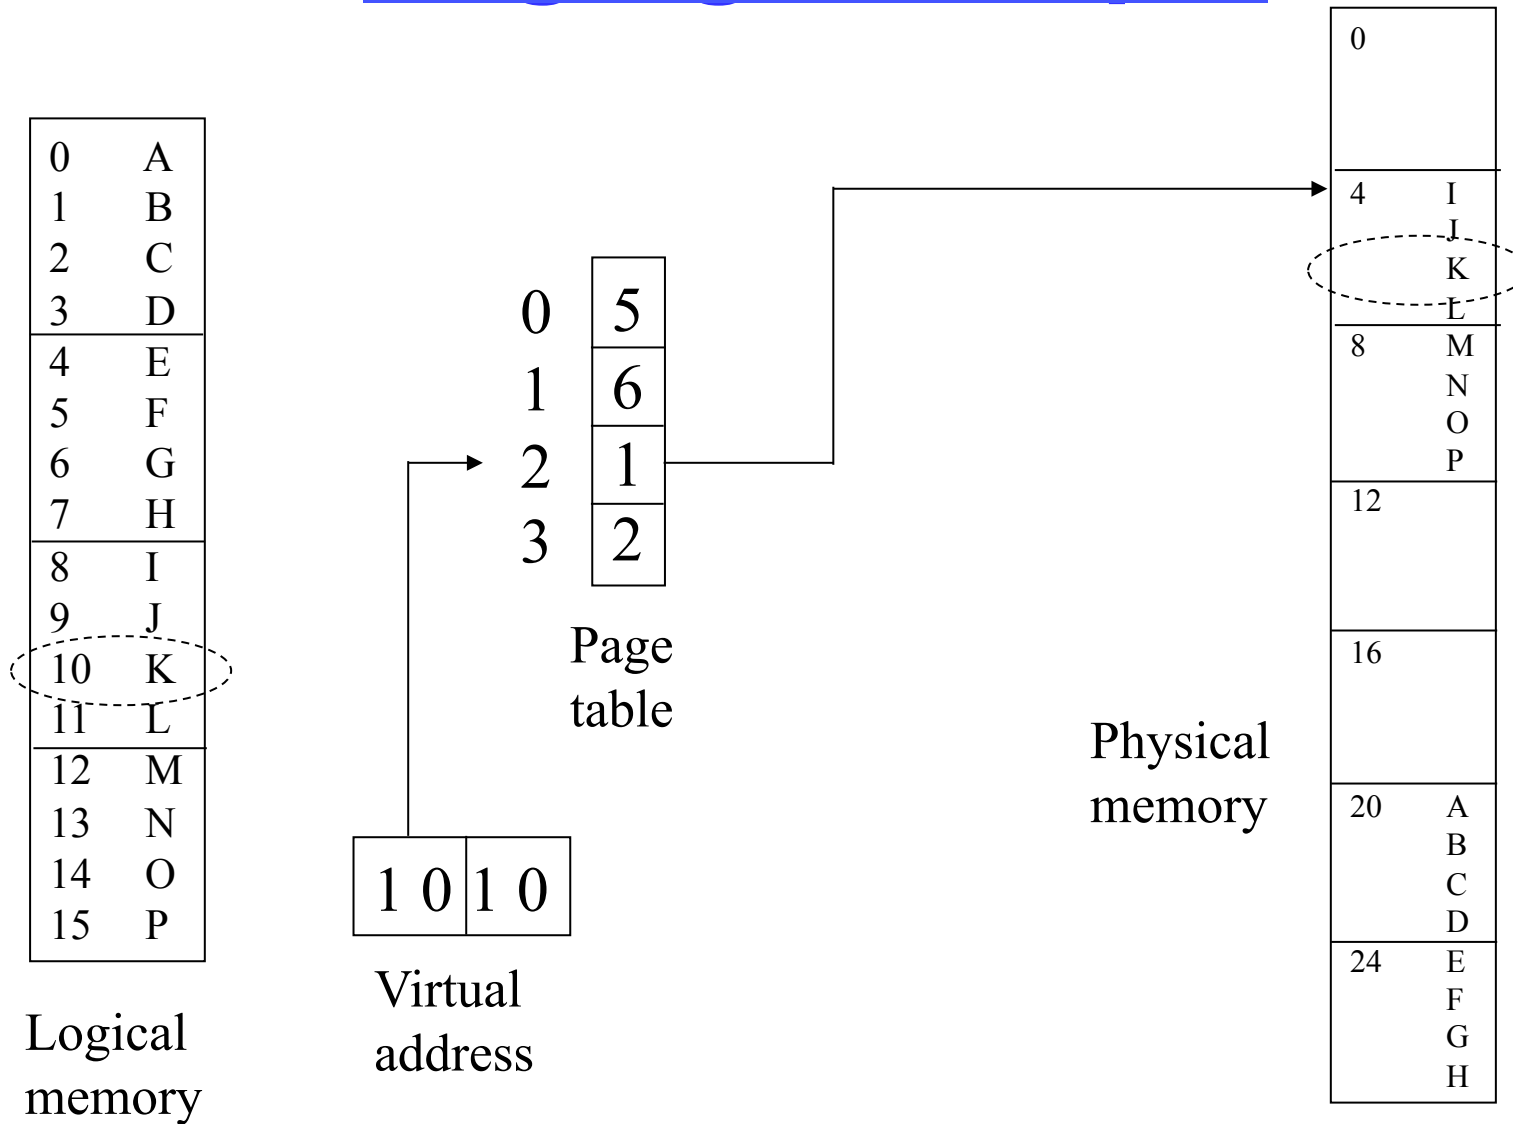 0 A
1 B
2 C
3 D
4 E
5 F
6 G
7 H
8 I
9 J
10 K
11 L
12 M
13 N
14 O
15 P
Logical
memory
0 5
1 6
2 1
3 2
Page
table
1 0 1 0
Virtual
address
Physical
memory
0
4 I
J
K
L
8 M
N
O
P
12
16
20 A
B
C
D
24 E
F
G
H